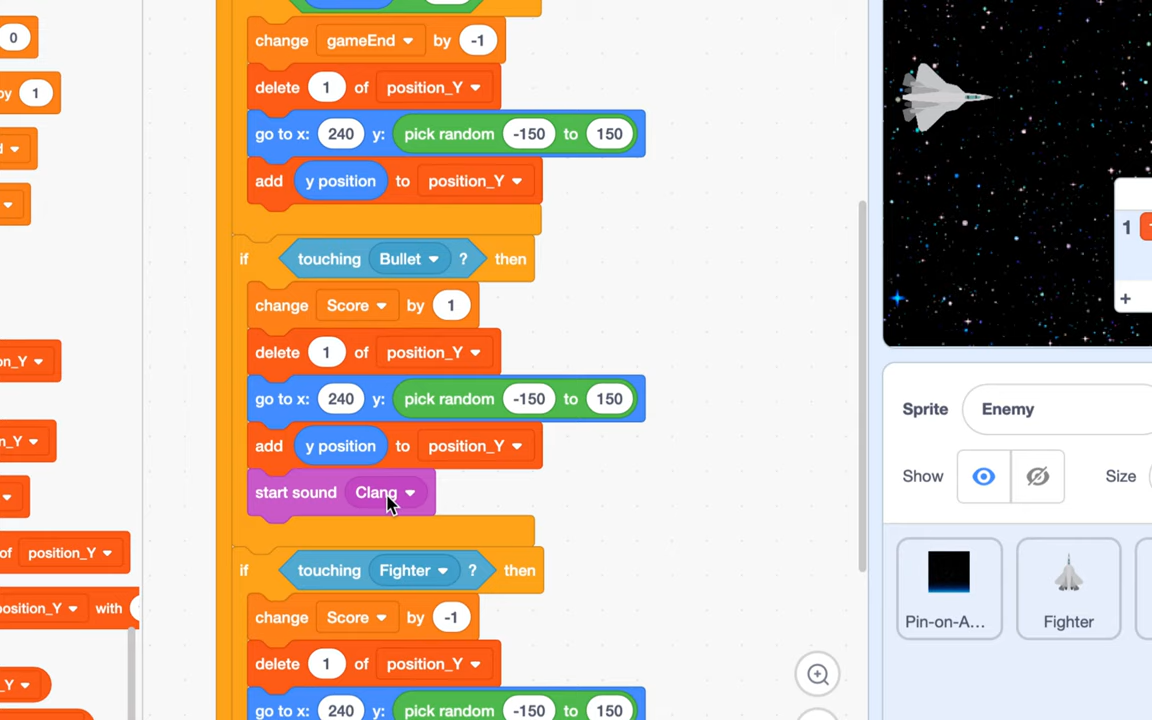 0
change gameEnd by -1
by 1
delete 1 of position_Y
go to x: 240 y: pick random -150 to 150
add y position to position_Y
1
+
if touching Bullet ? then
change Score by 1
delete 1 of position_Y
go to x: 240 y: pick random -150 to 150
Sprite Enemy
add y position to position_Y
Show Size
start sound Clang
of position_Y
if touching Fighter ? then
with
change Score by -1
Pin-on-A... Fighter
delete 1 of position_Y
go to x: 240 y: pick random -150 to 150